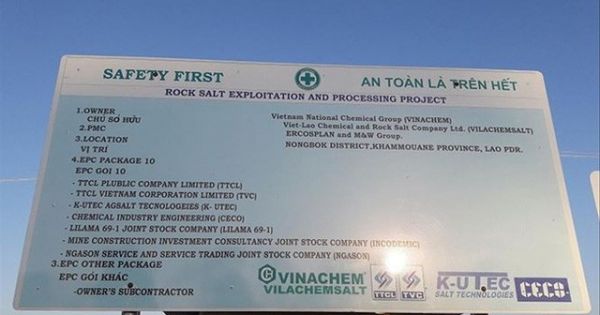 SAFETY FIRST AN TOÀN LÀ TRÊN HẾT
ROCK SALT EXPLOITATION AND PROCESSING PROJECT
1.OWNER Vietnam National Chemical Group (VINACHEM)
CHỦ SỞ HỮU Viet-Lao Chemical and Rock Salt Company Ltd. (VILACHEMSALT)
2.PMC ERCOSPLAN and M&W Group.
3.LOCATION NONGBOK DISTRICT,KHAMMOUANE PROVINCE, LAO PDR.
VỊ TRÍ
4.EPC PACKAGE 10
EPC GÓI 10
- TTCL PLUBLIC COMPANY LIMITED (TTCL)
- TTCL VIETNAM CORPORATION LIMITED (TVC)
- K-UTEC AGSALT TECNOLGEIES (K- UTEC)
- CHEMICAL INDUSTRY ENGINEERING (CECO)
- LILAMA 69-1 JOINT STOCK COMPANY (LILAMA 69-1)
- MINE CONSTRUCTION INVESTMENT CONSULTANCY JOINT STOCK COMPANY (INCODEMIC)
- NGASON SERVICE AND SERVICE TRADING JOINT STOCK COMPANY (NGASON)
3.EPC OTHER PACKAGE
EPC GÓI KHÁC
-OWNER'S SUBCONTRACTOR
VINACHEM
VILACHEMSALT
TTCL TVC
K-UTEC
SALT TECHNOLOGIES
CECO